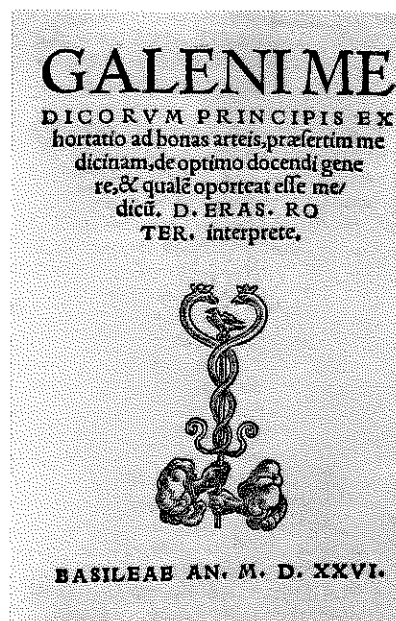 GALENI ME
DICORVM PRINCIPIS EX
hortatio ad bonas arteis, præsertim me
dicinam, de optimo docendi gene
re, & qualẽ oporteat esse me/
dicũ. D. ERAS. RO
TER. interprete.
BASILEAE AN. M. D. XXVI.